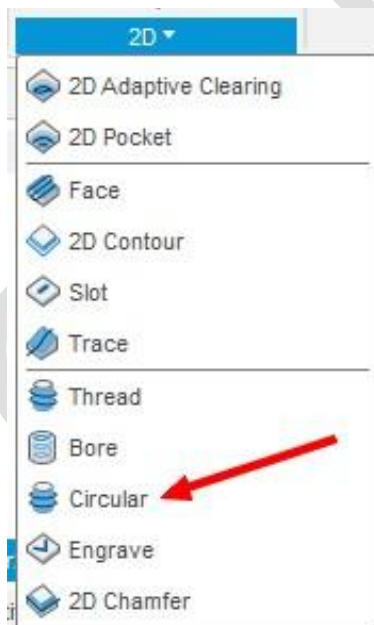 2D
2D Adaptive Clearing
2D Pocket
Face
2D Contour
Slot
Trace
Thread
Bore
Circular
Engrave
2D Chamfer